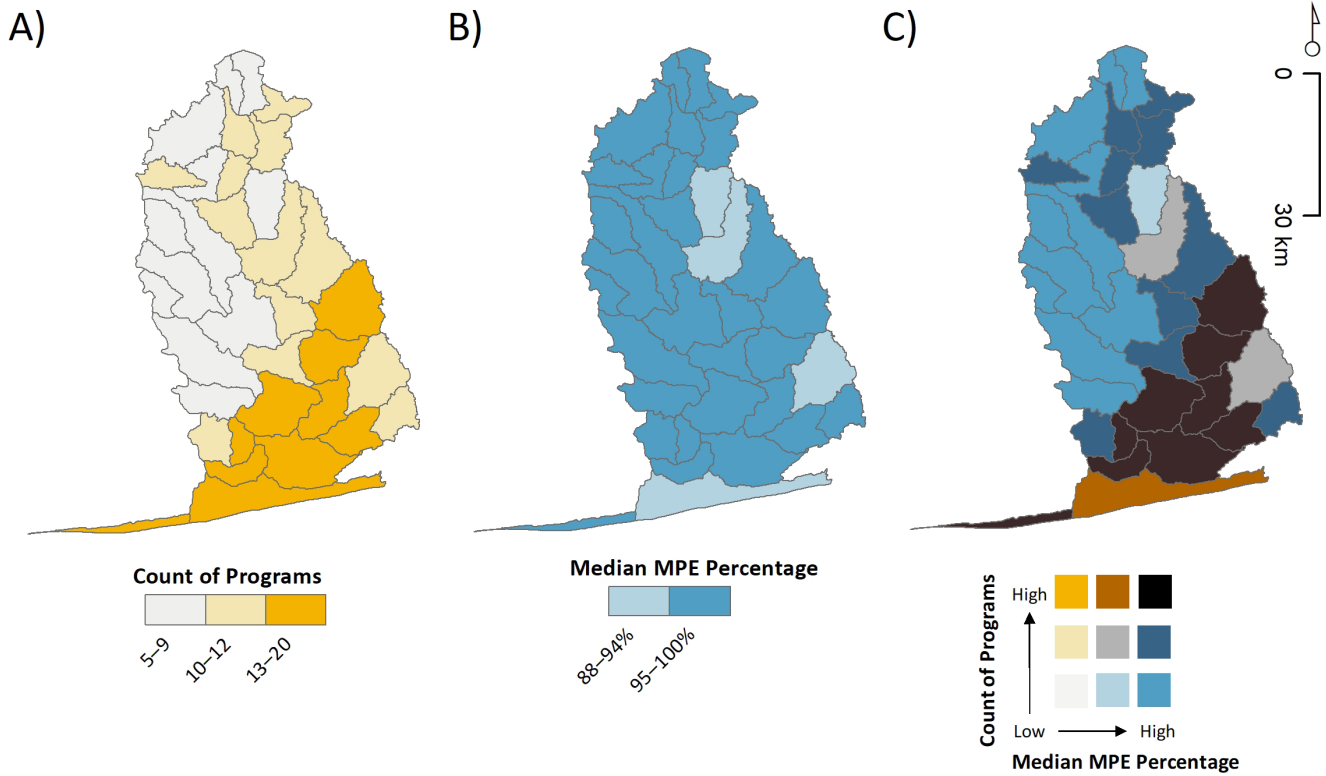 A)
B)
C)
0
30 km
Count of Programs
5–9
10–12
13–20
Median MPE Percentage
88–94%
95–100%
Count of Programs
High
Low
High
Median MPE Percentage